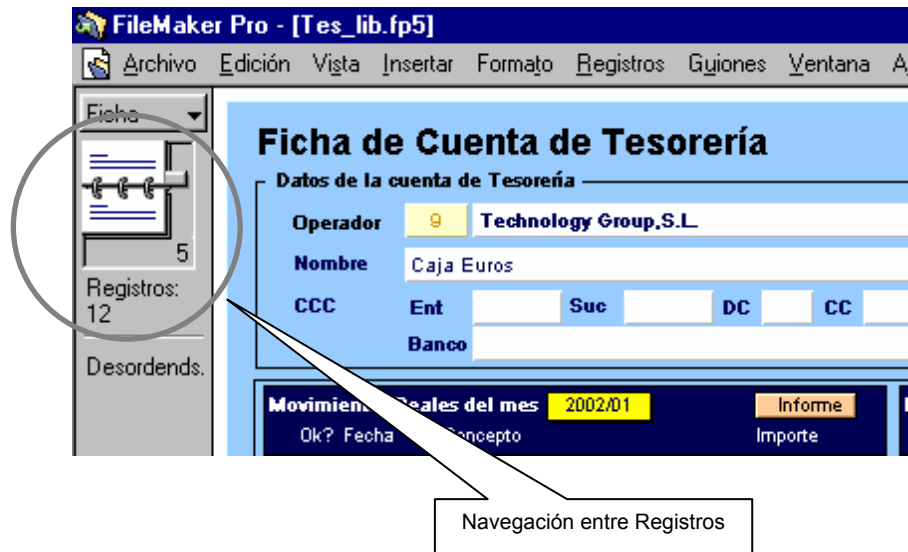 FileMaker Pro - [Tes_lib.fp5]
Archivo Edición Vista Insertar Formato Registros Guiones Ventana
Ficha
5
Registros:
12
Desordends.
Ficha de Cuenta de Tesorería
Datos de la cuenta de Tesorería
Operador 9 Technology Group,S.L.
Nombre Caja Euros
CCC Ent Suc DC CC
Banco
Reales del mes 2002/01 Informe
Ok? Fecha Importe
Navegación entre Registros